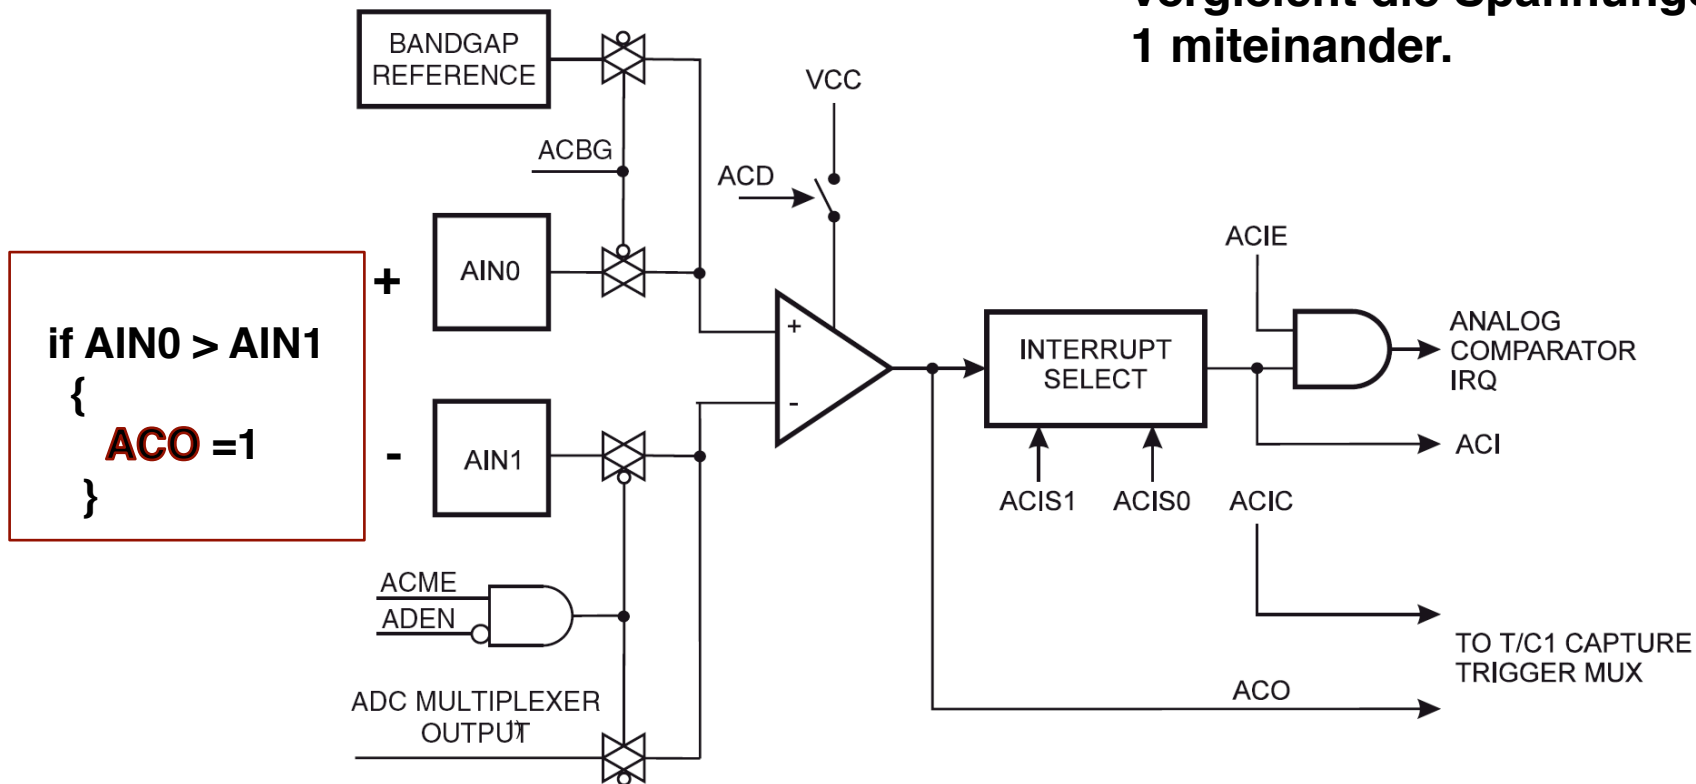 1 miteinander.
BANDGAP
REFERENCE
VCC
ACBG
ACD
ACIE
+
AIN0
if AIN0 > AIN1
{
ACO =1
}
+
-
INTERRUPT
SELECT
ANALOG
COMPARATOR
IRQ
-
AIN1
ACI
ACIS1
ACIS0
ACIC
ACME
ADEN
TO T/C1 CAPTURE
TRIGGER MUX
ACO
ADC MULTIPLEXER
OUTPUT
1)